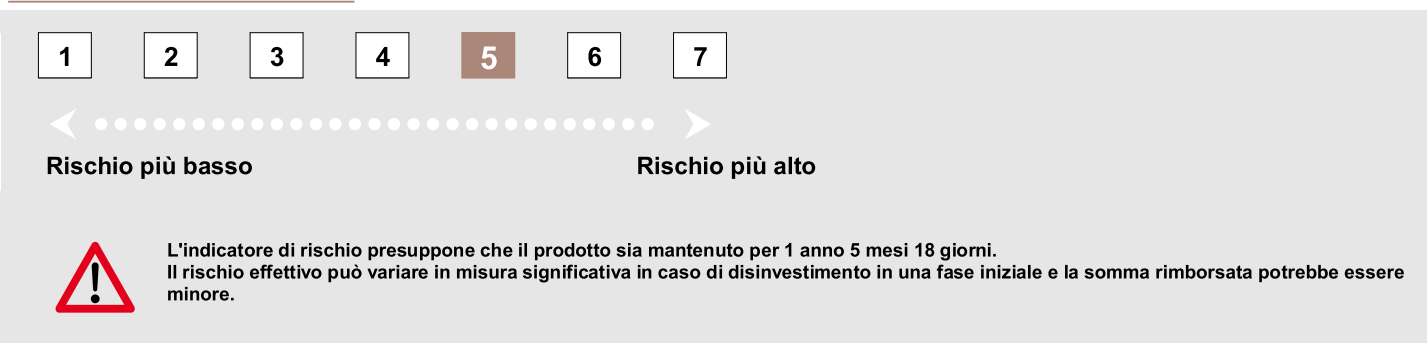 1 2 3 4 5 6 7
Rischio più basso Rischio più alto
L'indicatore di rischio presuppone che il prodotto sia mantenuto per 1 anno 5 mesi 18 giorni.
Il rischio effettivo può variare in misura significativa in caso di disinvestimento in una fase iniziale e la somma rimborsata potrebbe essere
minore.